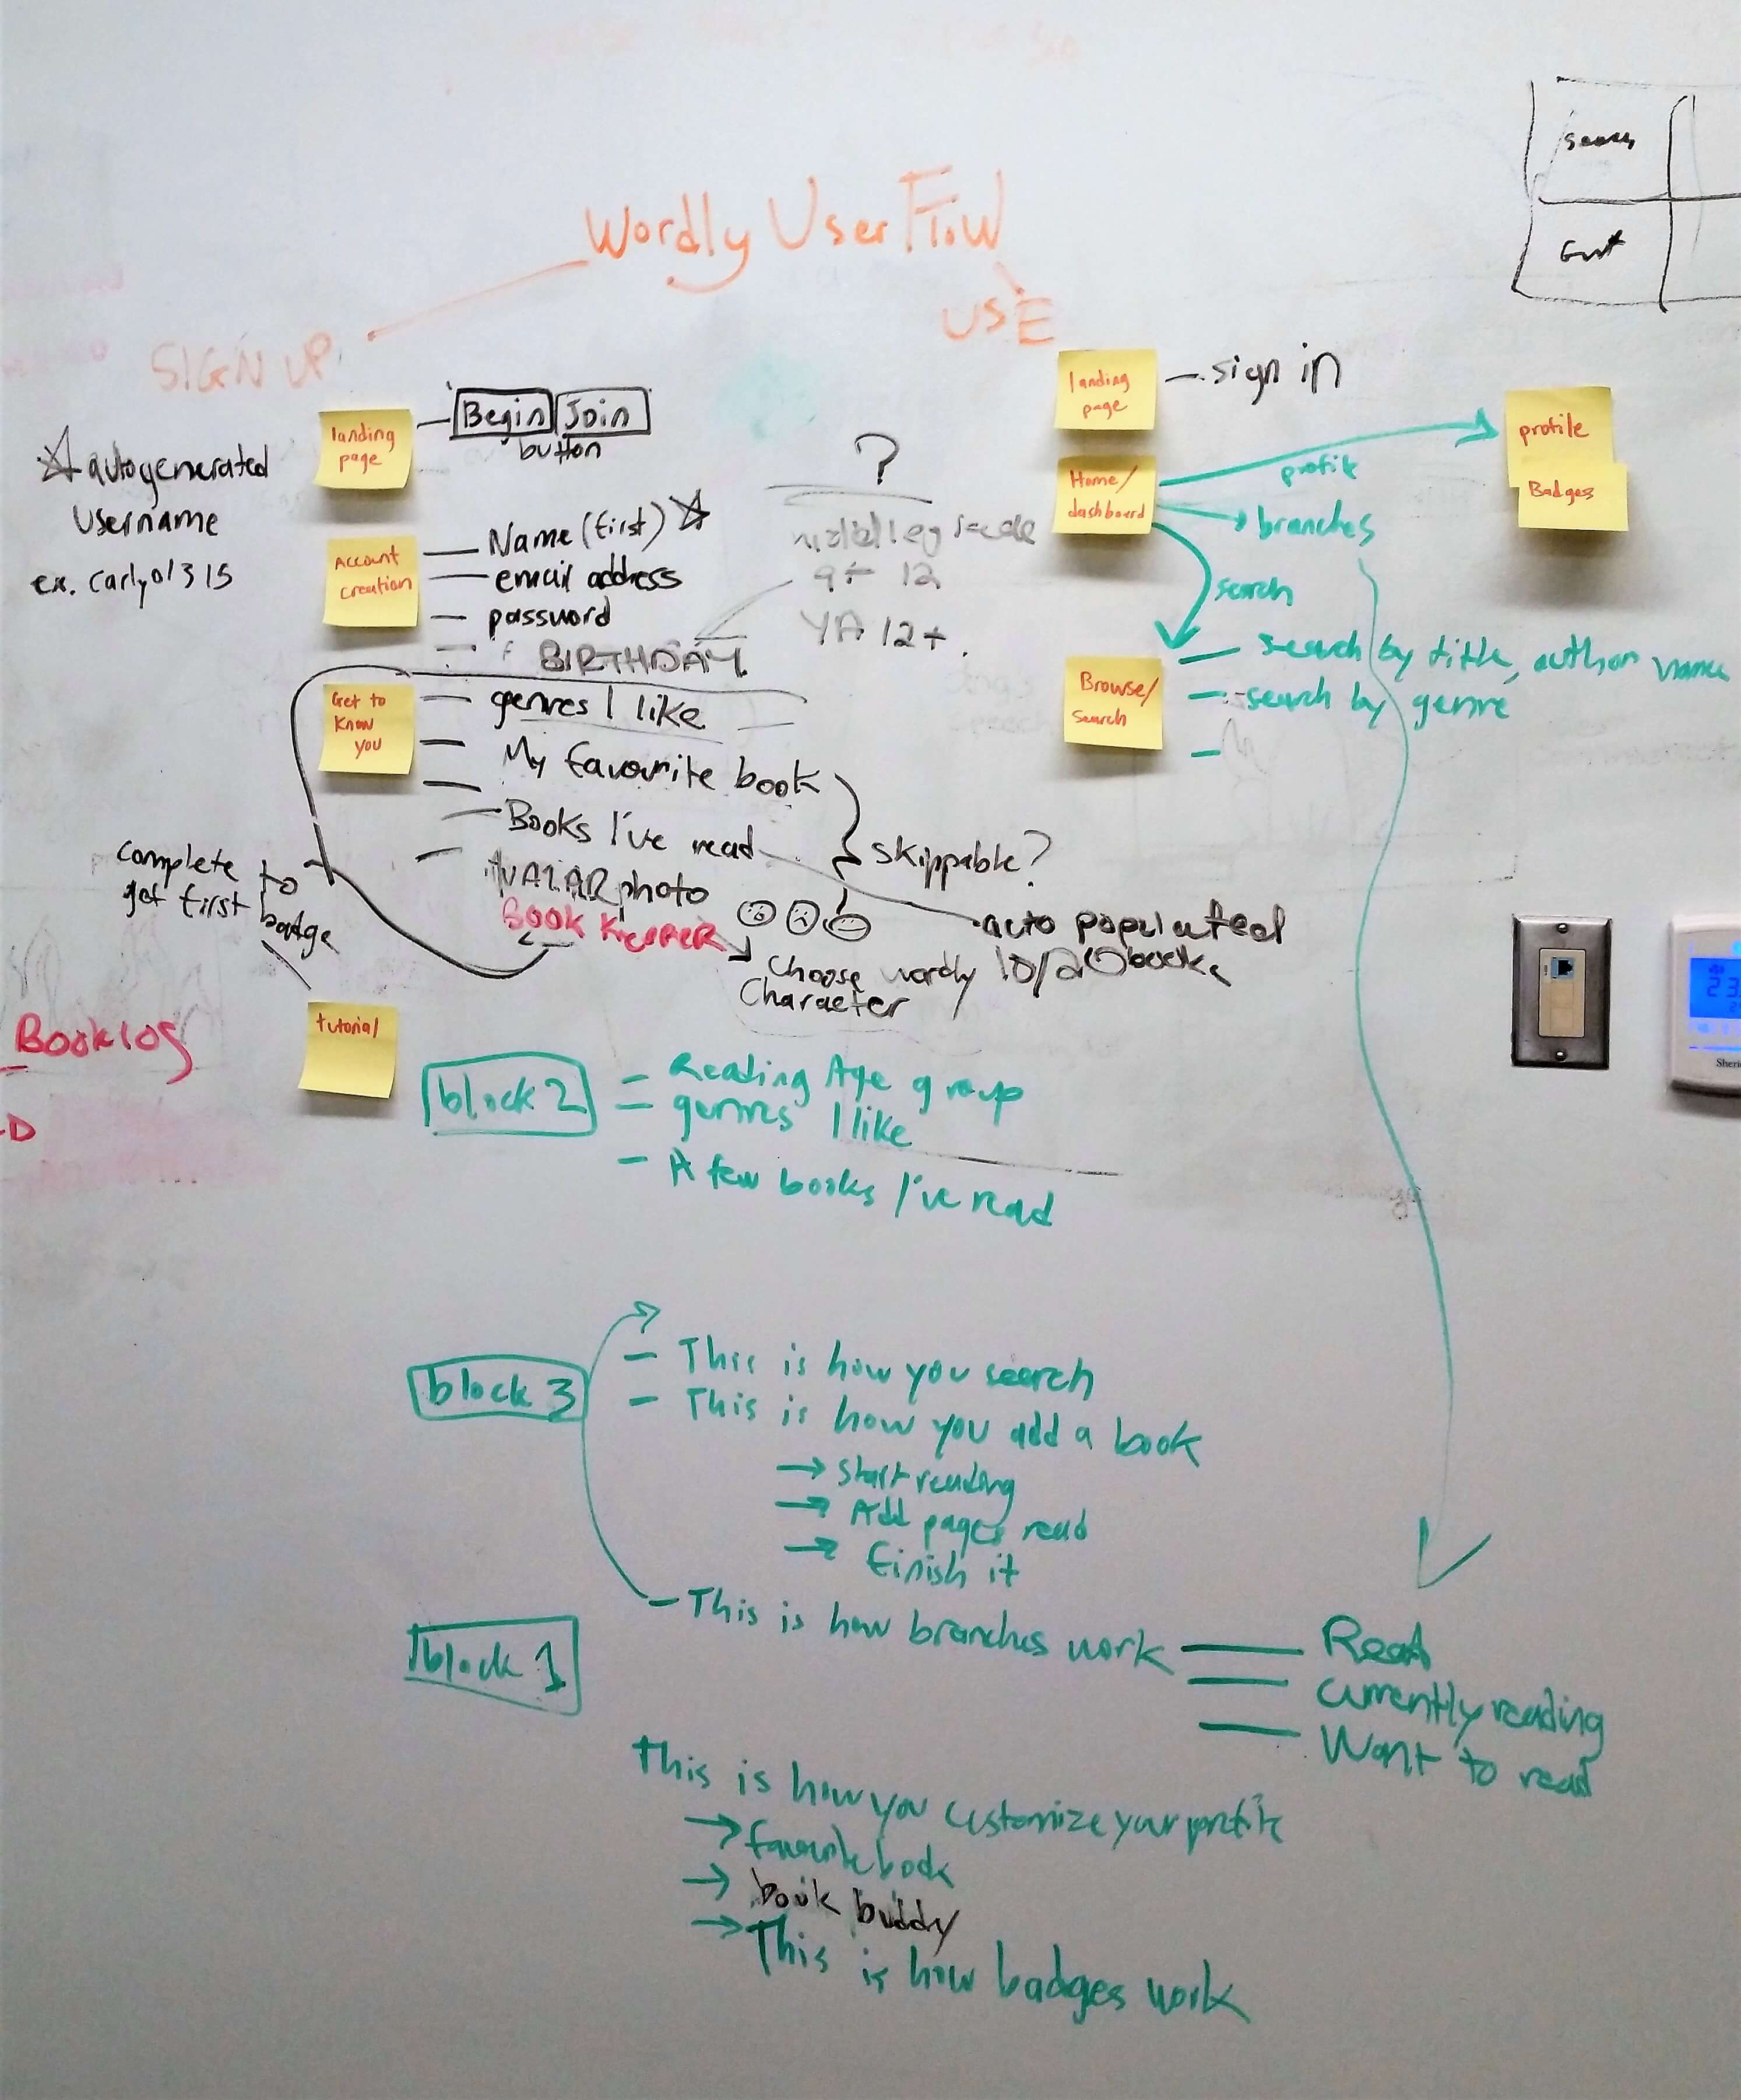 Wordly User Flow
SIGN UP
USE
landing
page
Begin
Join
button
autogenerated
username
ex. carly01315
Account
creation
Name (first)
email address
password
BIRTHDAY
?
9-12
YA 12+
Get to
know
you
genres I like
My favourite book
Books I've read
skippable?
AVATAR photo
BOOK KEEPER
auto populated
10/20 books
Choose wordly
Character
complete to
get first badge
tutorial
Booklog
landing
page
sign in
Home/
dashboard
profile
branches
search
profile
Badges
Browse/
search
search by title, author name
search by genre
search
block 2
- Reading Age group
- genres I like
- A few books I've read
block 3
- This is how you search
- This is how you add a book
→ start reading
→ Add pages read
→ finish it
- This is how branches work
Read
currently reading
Want to read
block 1
This is how you customize your profile
→ favourite book
→ book buddy
→ This is how badges work